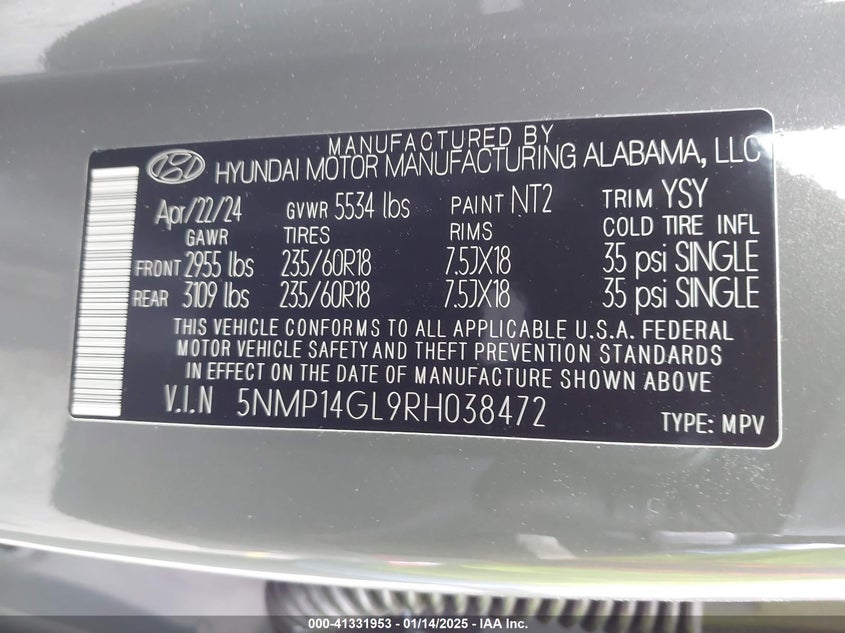 MANUFACTURED BY
HYUNDAI MOTOR MANUFACTURING ALABAMA, LLC
Apr/22/24 GVWR 5534 lbs PAINT NT2 TRIM YSY
GAWR TIRES RIMS COLD TIRE INFL
FRONT 2955 lbs 235/60R18 7.5JX18 35 psi SINGLE
REAR 3109 lbs 235/60R18 7.5JX18 35 psi SINGLE
THIS VEHICLE CONFORMS TO ALL APPLICABLE U.S.A. FEDERAL
MOTOR VEHICLE SAFETY AND THEFT PREVENTION STANDARDS
IN EFFECT ON THE DATE OF MANUFACTURE SHOWN ABOVE
V.I.N 5NMP14GL9RH038472 TYPE: MPV
000-41331953 — 01/14/2025 — IAA Inc.